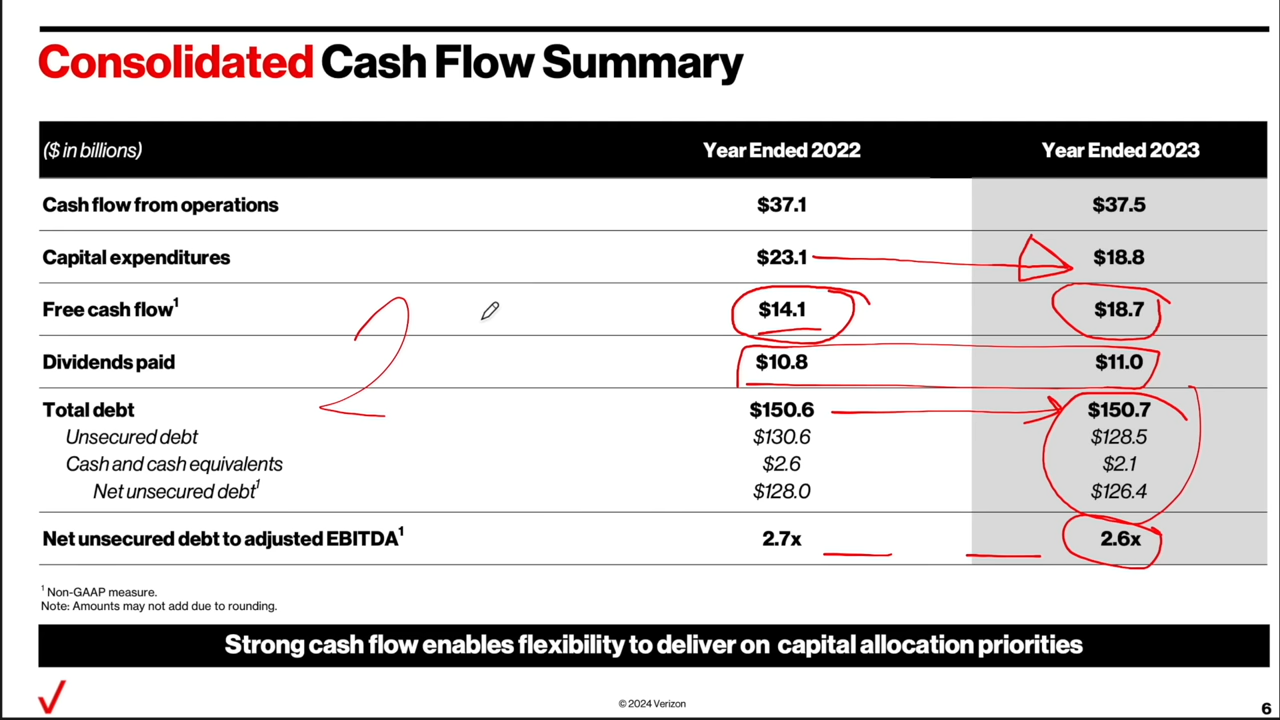 Consolidated Cash Flow Summary
($ in billions) Year Ended 2022 Year Ended 2023
Cash flow from operations $37.1 $37.5
Capital expenditures $23.1 $18.8
Free cash flow¹ $14.1 $18.7
Dividends paid $10.8 $11.0
Total debt $150.6 $150.7
Unsecured debt $130.6 $128.5
Cash and cash equivalents $2.6 $2.1
Net unsecured debt¹ $128.0 $126.4
Net unsecured debt to adjusted EBITDA¹ 2.7x 2.6x
¹ Non-GAAP measure.
Note: Amounts may not add due to rounding.
Strong cash flow enables flexibility to deliver on capital allocation priorities
© 2024 Verizon
6